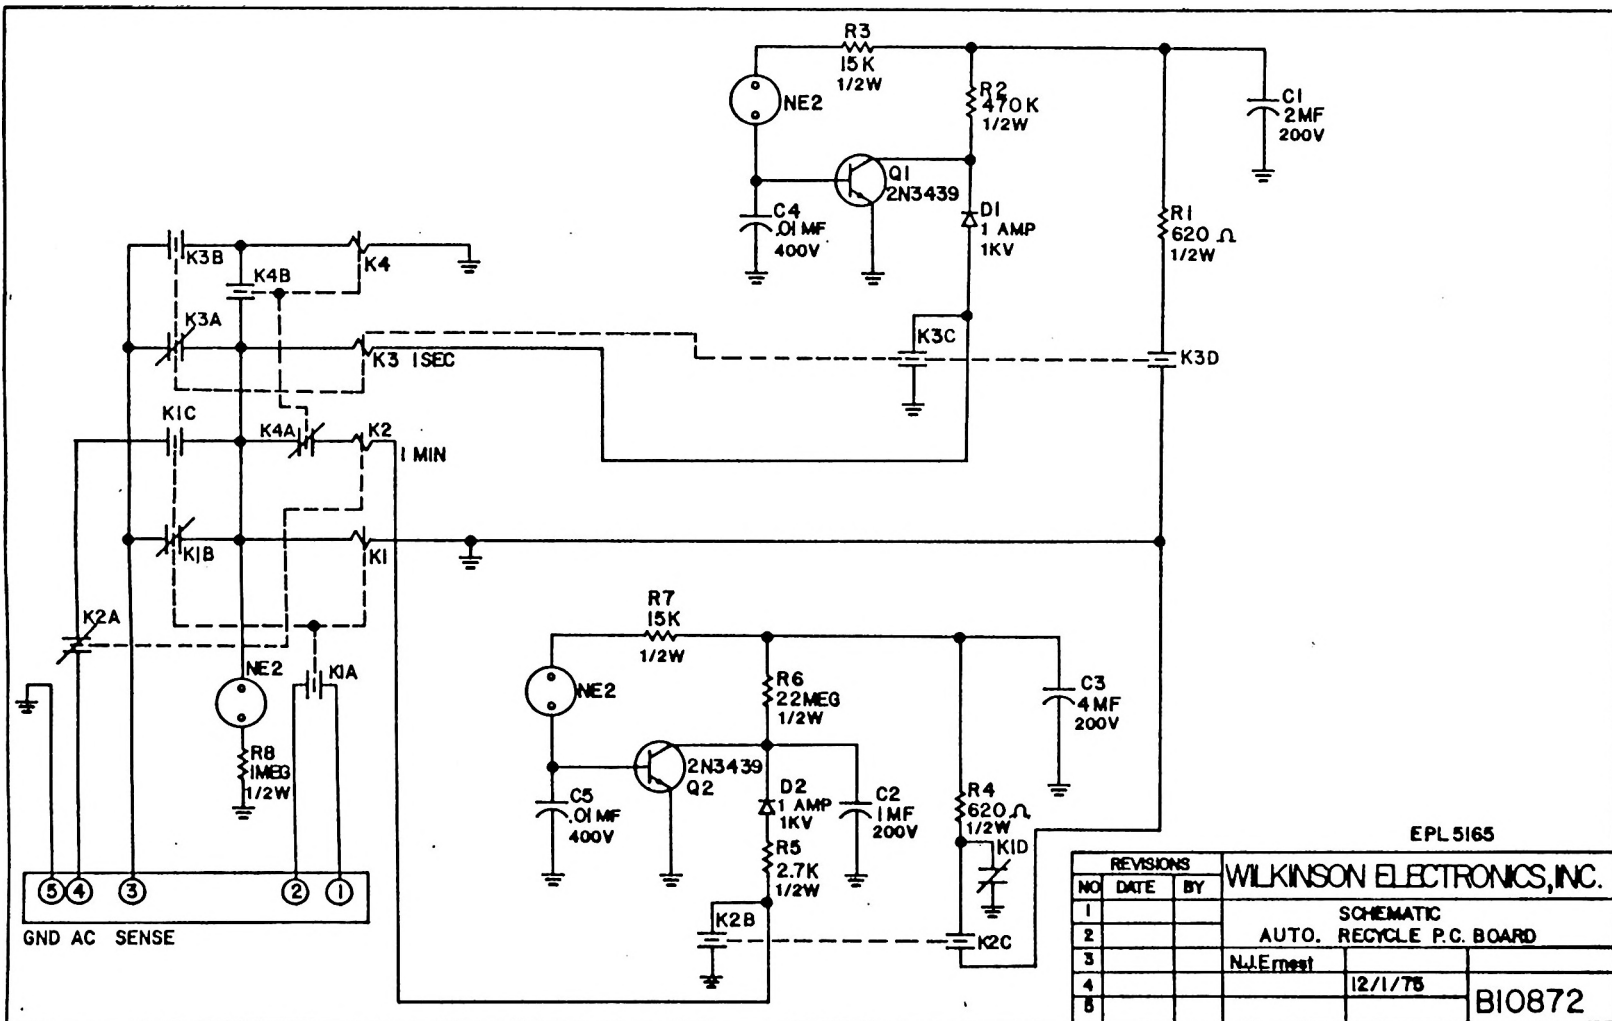 R3
15K
1/2W
NE2
R2
470K
1/2W
C1
2MF
200V
Q1
2N3439
C4
.01MF
400V
D1
1 AMP
1KV
R1
620 Ω
1/2W
K3B
K4
K4B
K3A
K3 1SEC
K3C
K3D
K1C
K4A
K2
1 MIN
K1B
K1
K2A
NE2
K1A
R8
1MEG
1/2W
R7
15K
1/2W
NE2
R6
22MEG
1/2W
C3
4MF
200V
2N3439
Q2
C5
.01MF
400V
D2
1 AMP
1KV
C2
1MF
200V
R4
620Ω
1/2W
R5
2.7K
1/2W
K1D
K2B
K2C
5 4 3 2 1
GND AC SENSE
EPL5165
REVISIONS
NO DATE BY
1
2
3
4
5
WILKINSON ELECTRONICS, INC.
SCHEMATIC
AUTO. RECYCLE P.C. BOARD
N.J.Ernest
B10872